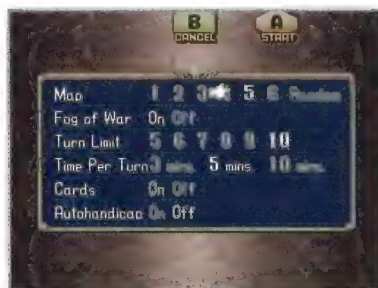 B
CANCEL
A
START
Map 1 2 3 5 6 Random
Fog of War On Off
Turn Limit 5 6 7 8 9 10
Time Per Turn 3 mins 5 mins 10 mins
Cards On Off
Autohandicap On Off